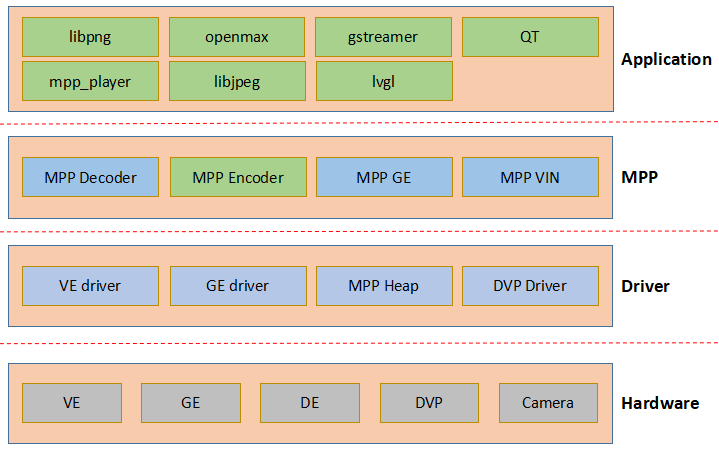 libpng openmax gstreamer QT
mpp_player libjpeg lvgl
Application
MPP Decoder MPP Encoder MPP GE MPP VIN
MPP
VE driver GE driver MPP Heap DVP Driver
Driver
VE GE DE DVP Camera
Hardware